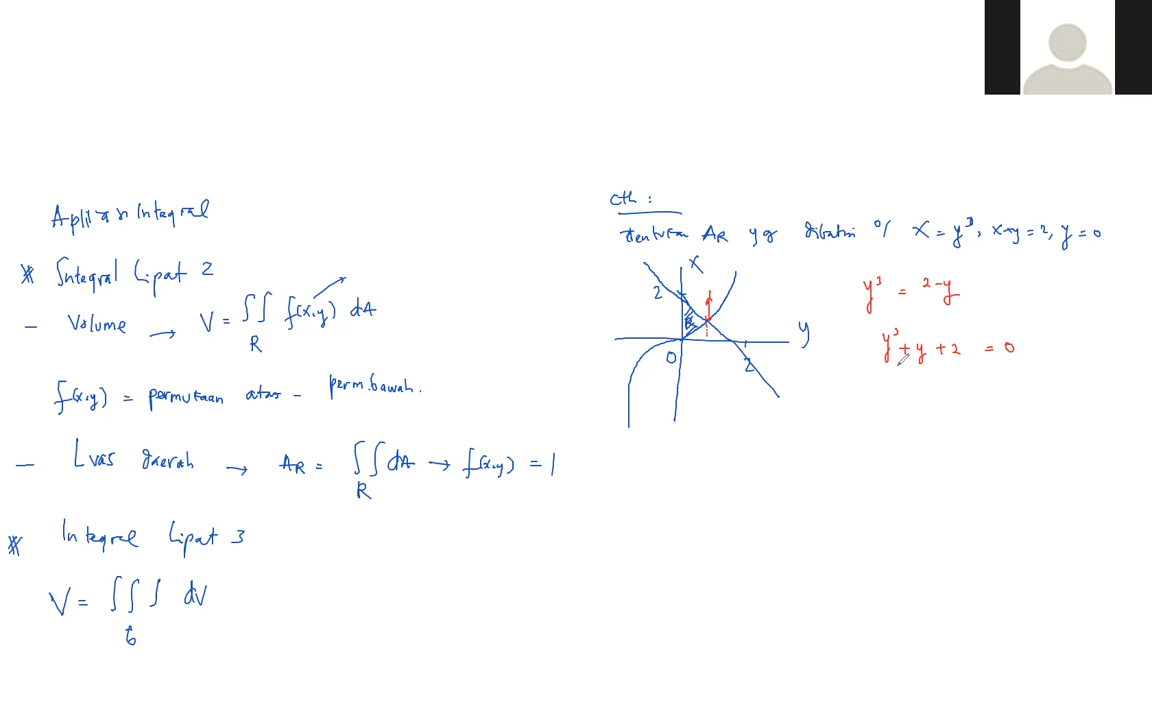 Aplikasi Integral
* Integral Lipat 2
- Volume → V = ∫∫ f(x,y) dA
R
f(x,y) = permukaan atas - perm. bawah.
- Luas daerah → AR = ∫∫ dA → f(x,y) = 1
R
* Integral Lipat 3
V = ∫∫∫ dV
G
Cth :
Tentukan AR yg dibatasi o/ x = y³, x+y=2, y=0
X
2
R
y
0
2
y³ = 2-y
y³ + y + 2 = 0